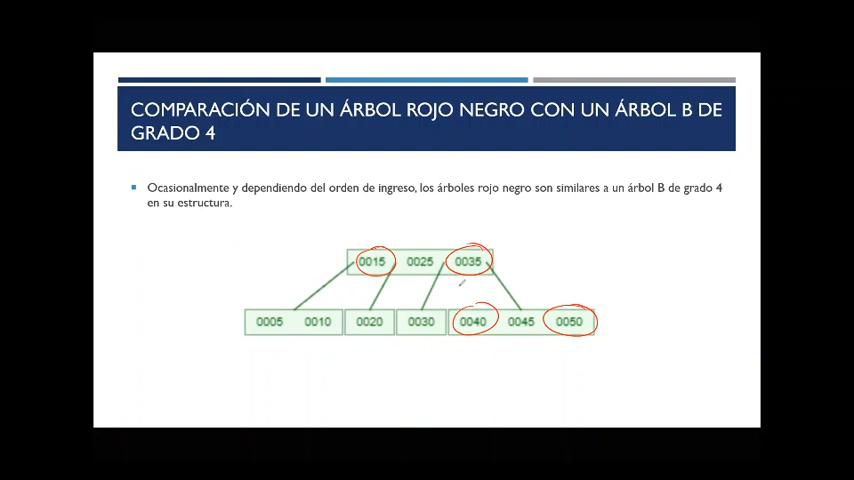 COMPARACIÓN DE UN ÁRBOL ROJO NEGRO CON UN ÁRBOL B DE
GRADO 4
Ocasionalmente y dependiendo del orden de ingreso, los árboles rojo negro son similares a un árbol B de grado 4
en su estructura.
0015 0025 0035
0005 0010 0020 0030 0040 0045 0050